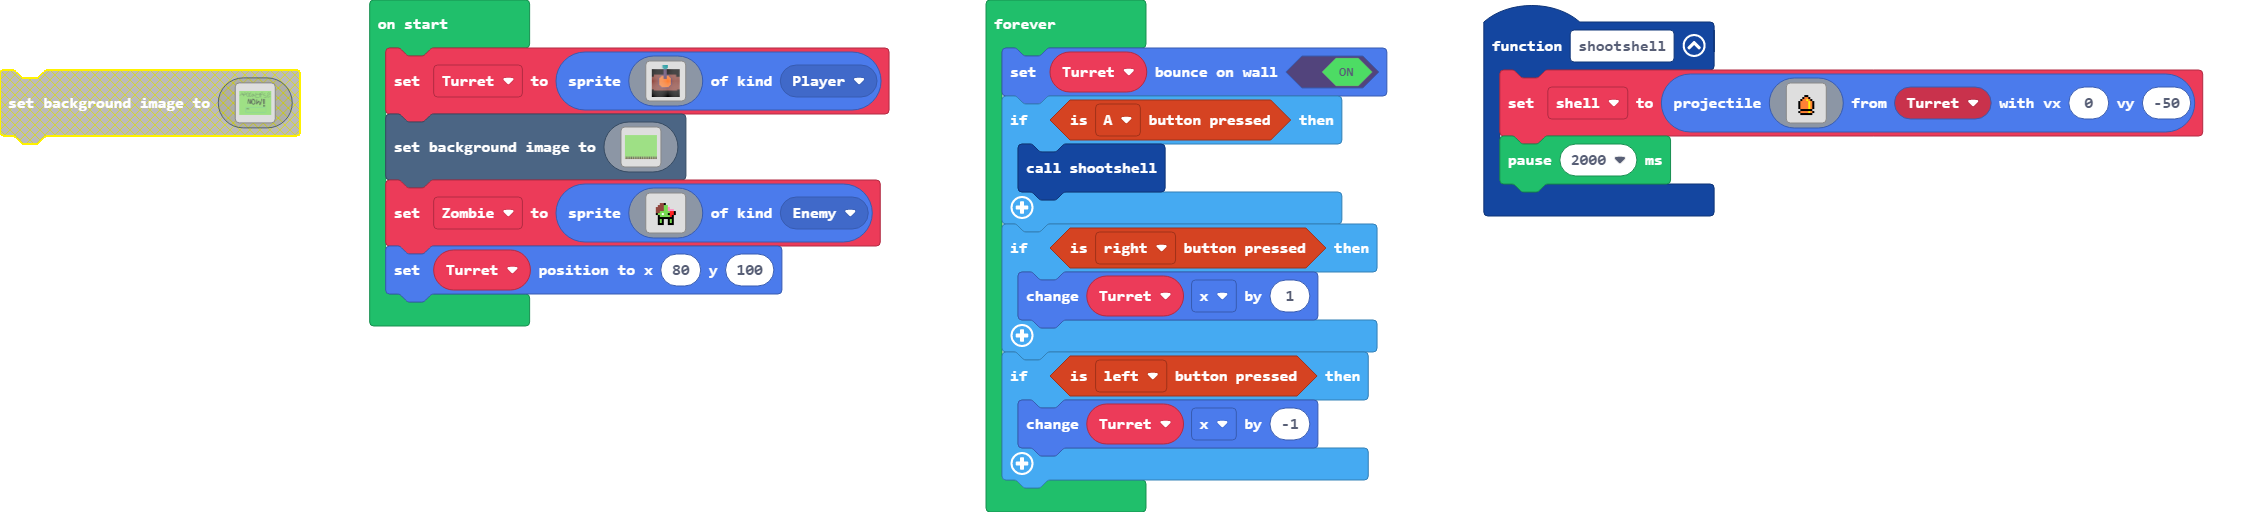 set background image to
NOW!
on start
set Turret to sprite of kind Player
set background image to
set Zombie to sprite of kind Enemy
set Turret position to x 80 y 100
forever
set Turret bounce on wall ON
if is A button pressed then
call shootshell
if is right button pressed then
change Turret x by 1
if is left button pressed then
change Turret x by -1
function shootshell
set shell to projectile from Turret with vx 0 vy -50
pause 2000 ms